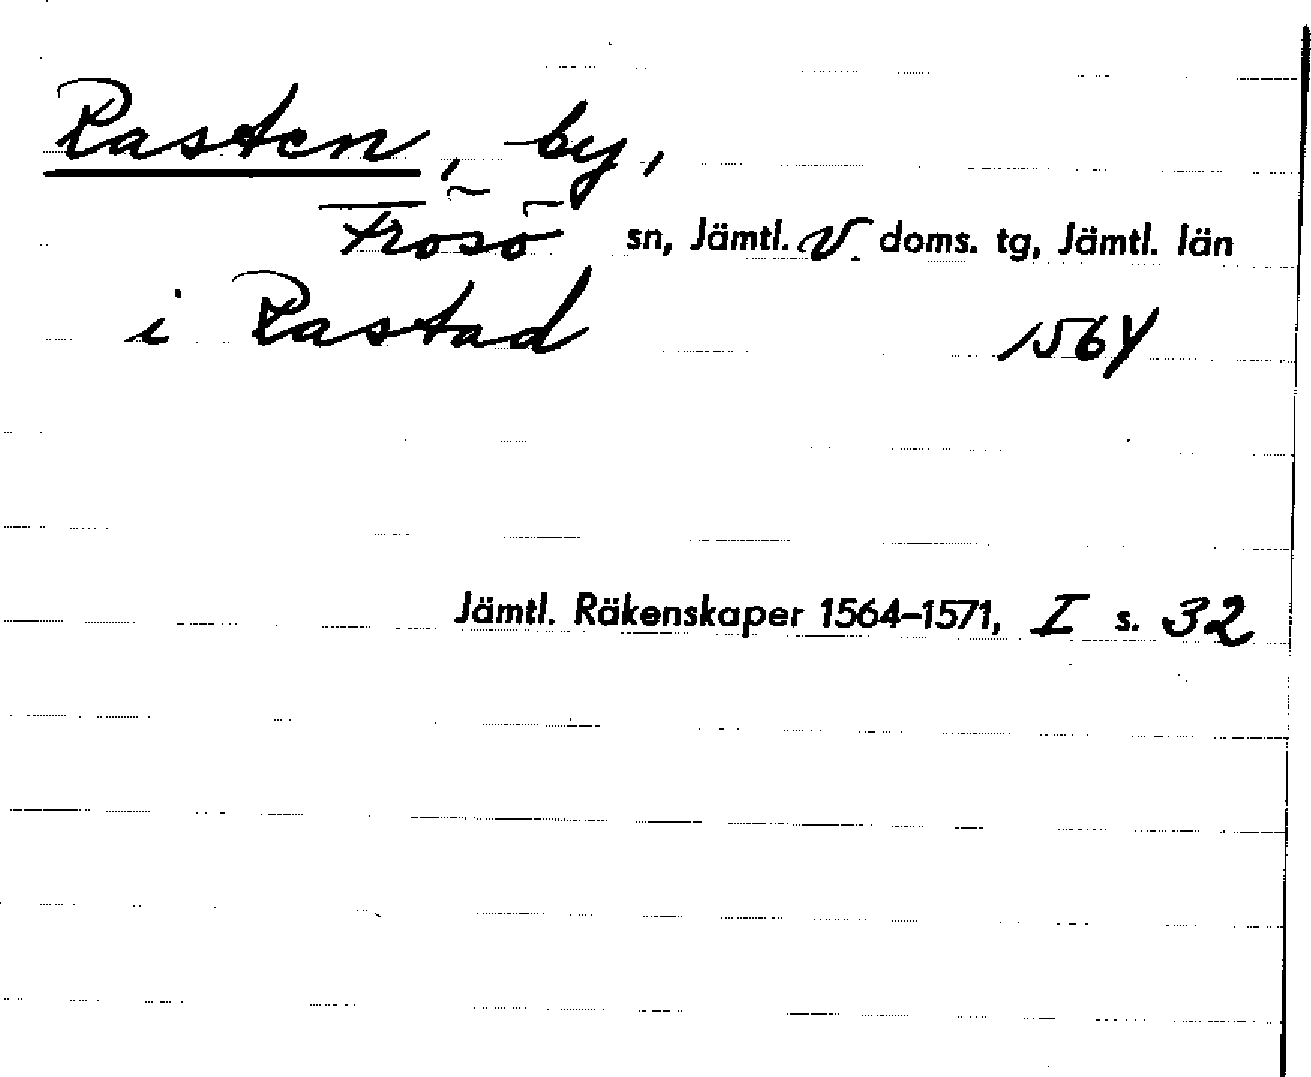 Rasten, by,
Frösö sn, Jämtl. V. doms. tg, Jämtl. län
i Rastad 1564
Jämtl. Räkenskaper 1564–1571, I s. 32